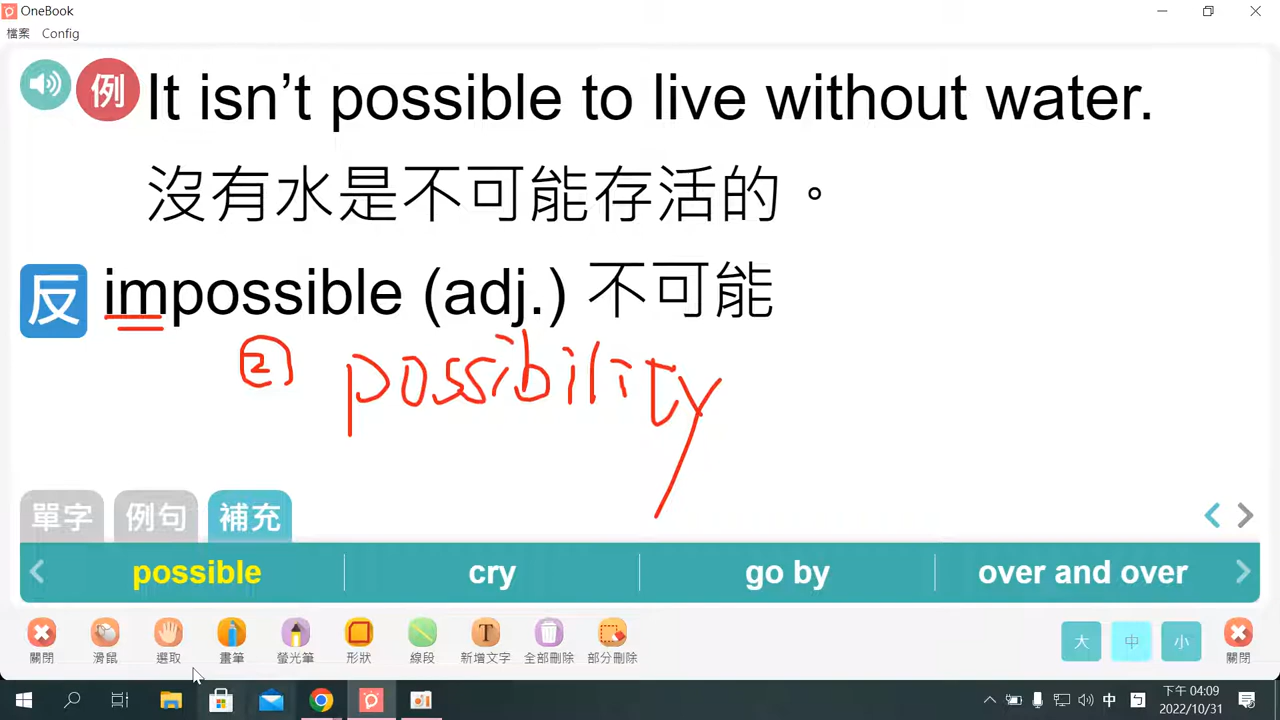 OneBook
檔案 Config
例 It isn't possible to live without water.
沒有水是不可能存活的。
反 impossible (adj.) 不可能
② possibility
單字 例句 補充
possible cry go by over and over
關閉 滑鼠 選取 畫筆 螢光筆 形狀 線段 T 新增文字 全部刪除 部分刪除 大 中 小 關閉
中 下午 04:09
2022/10/31